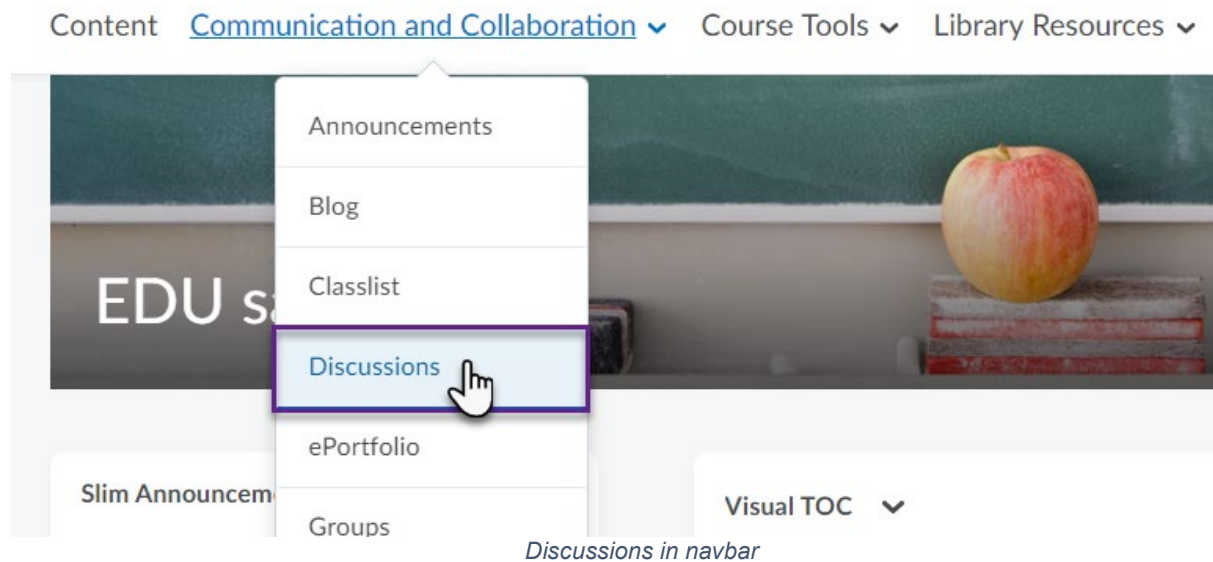 Content Communication and Collaboration Course Tools Library Resources
Announcements
Blog
Classlist
EDU
Discussions
ePortfolio
Slim
Visual TOC
Groups
Discussions in navbar